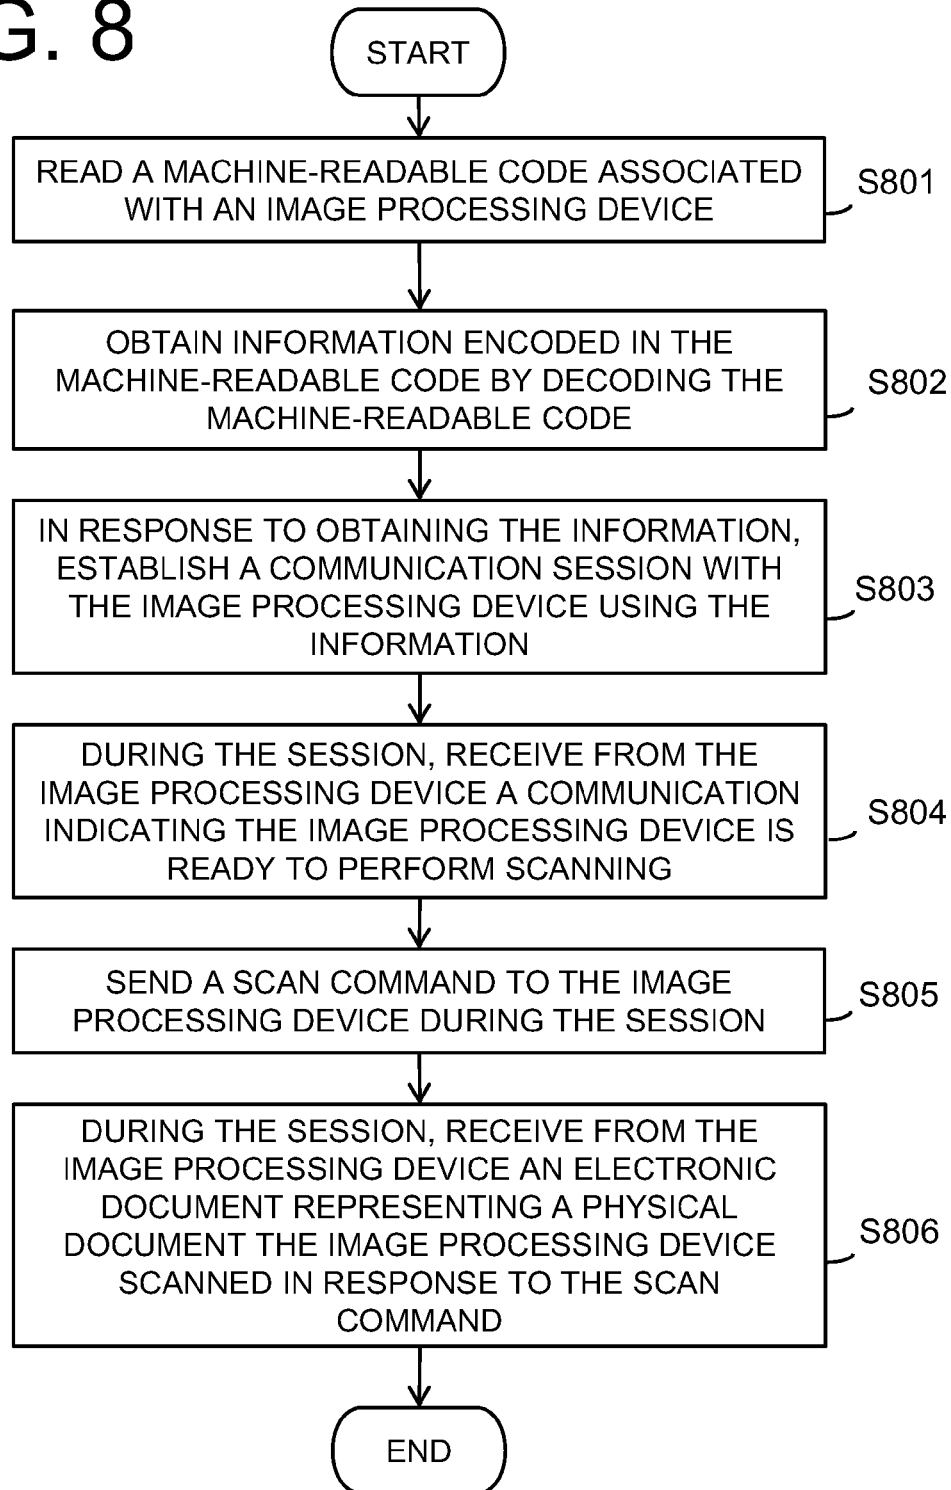 G. 8
START
READ A MACHINE-READABLE CODE ASSOCIATED
WITH AN IMAGE PROCESSING DEVICE
S801
OBTAIN INFORMATION ENCODED IN THE
MACHINE-READABLE CODE BY DECODING THE
MACHINE-READABLE CODE
S802
IN RESPONSE TO OBTAINING THE INFORMATION,
ESTABLISH A COMMUNICATION SESSION WITH
THE IMAGE PROCESSING DEVICE USING THE
INFORMATION
S803
DURING THE SESSION, RECEIVE FROM THE
IMAGE PROCESSING DEVICE A COMMUNICATION
INDICATING THE IMAGE PROCESSING DEVICE IS
READY TO PERFORM SCANNING
S804
SEND A SCAN COMMAND TO THE IMAGE
PROCESSING DEVICE DURING THE SESSION
S805
DURING THE SESSION, RECEIVE FROM THE
IMAGE PROCESSING DEVICE AN ELECTRONIC
DOCUMENT REPRESENTING A PHYSICAL
DOCUMENT THE IMAGE PROCESSING DEVICE
SCANNED IN RESPONSE TO THE SCAN
COMMAND
S806
END